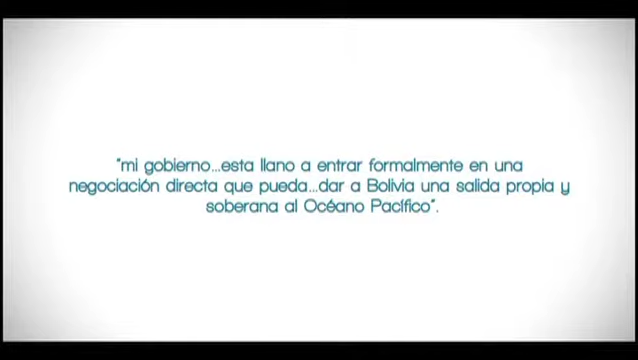 "mi gobierno...esta llano a entrar formalmente en una
negociación directa que pueda...dar a Bolivia una salida propia y
soberana al Océano Pacífico".